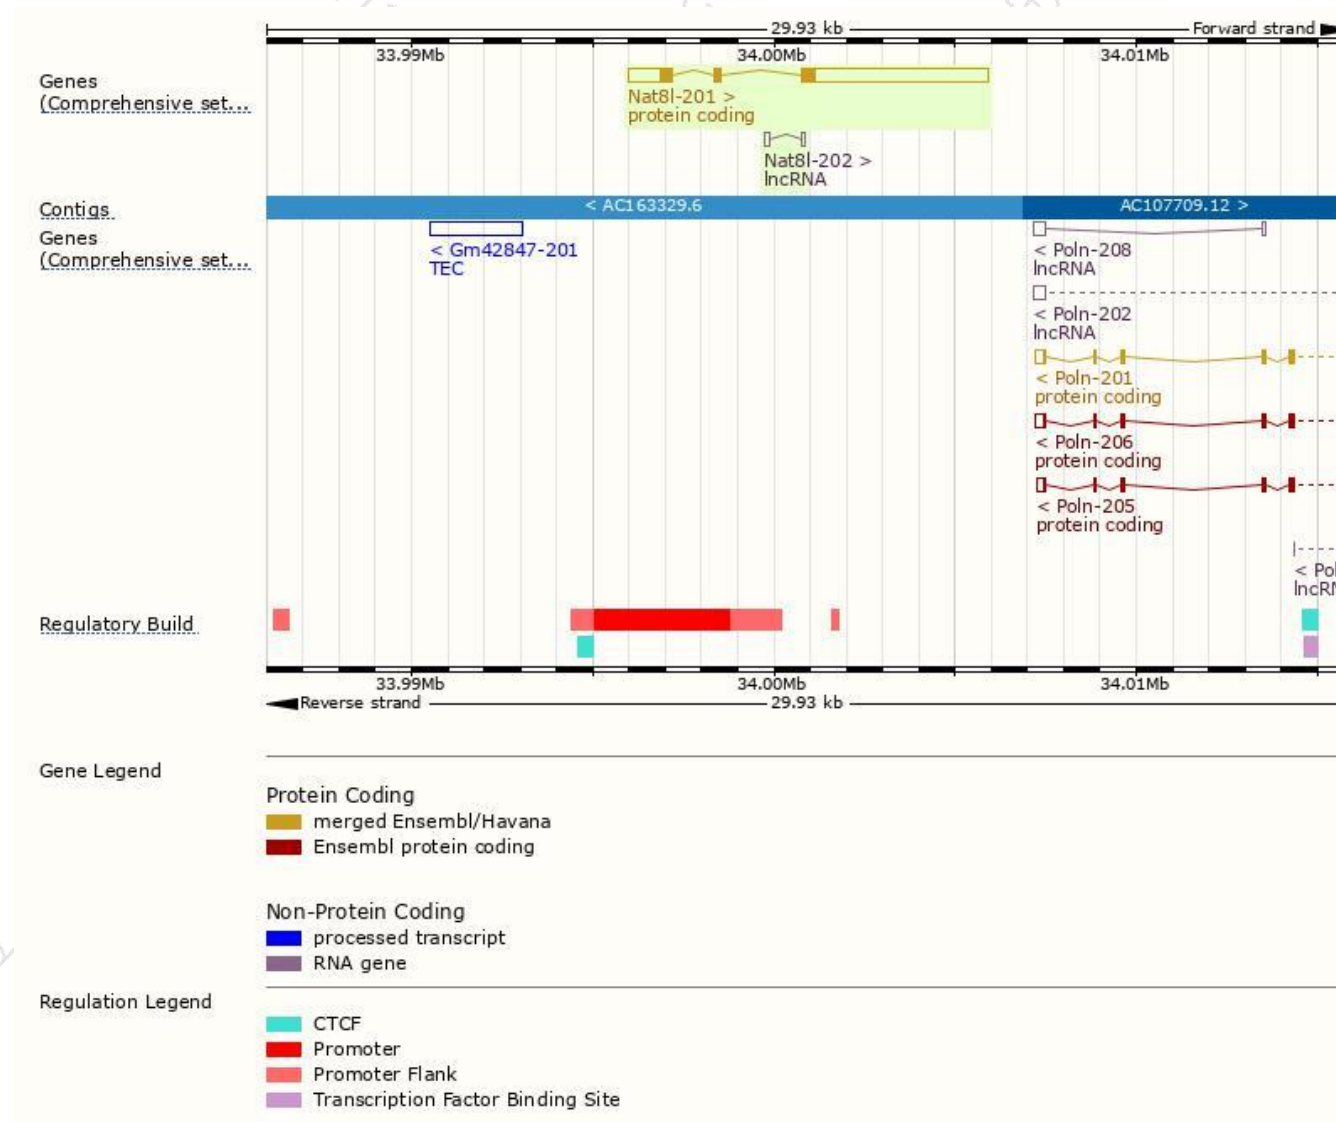 29.93 kb
Forward strand
33.99Mb 34.00Mb 34.01Mb
Genes
(Comprehensive set...
Nat8l-201 >
protein coding
Nat8l-202 >
lncRNA
Contigs
< AC163329.6
AC107709.12 >
Genes
(Comprehensive set...
< Gm42847-201
TEC
< Poln-208
lncRNA
< Poln-202
lncRNA
< Poln-201
protein coding
< Poln-206
protein coding
< Poln-205
protein coding
Regulatory Build
33.99Mb 34.00Mb 34.01Mb
Reverse strand
29.93 kb
Gene Legend
Protein Coding
merged Ensembl/Havana
Ensembl protein coding
Non-Protein Coding
processed transcript
RNA gene
Regulation Legend
CTCF
Promoter
Promoter Flank
Transcription Factor Binding Site